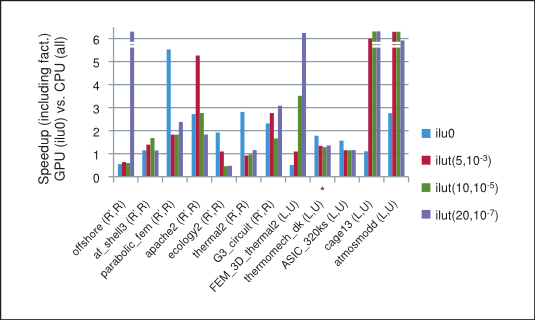 Speedup (including fact.)
GPU (ilu0) vs. CPU (all)
6
5
4
3
2
1
0
offshore (R,R)
af_shell3 (R,R)
parabolic_fem (R,R)
apache2 (R,R)
ecology2 (R,R)
thermal2 (R,R)
G3_circuit (R,R)
FEM_3D_thermal2 (L,U)
thermomech_dk (L,U)
*
ASIC_320ks (L,U)
cage13 (L,U)
atmosmodd (L,U)
ilu0
ilut(5,10-3)
ilut(10,10-5)
ilut(20,10-7)